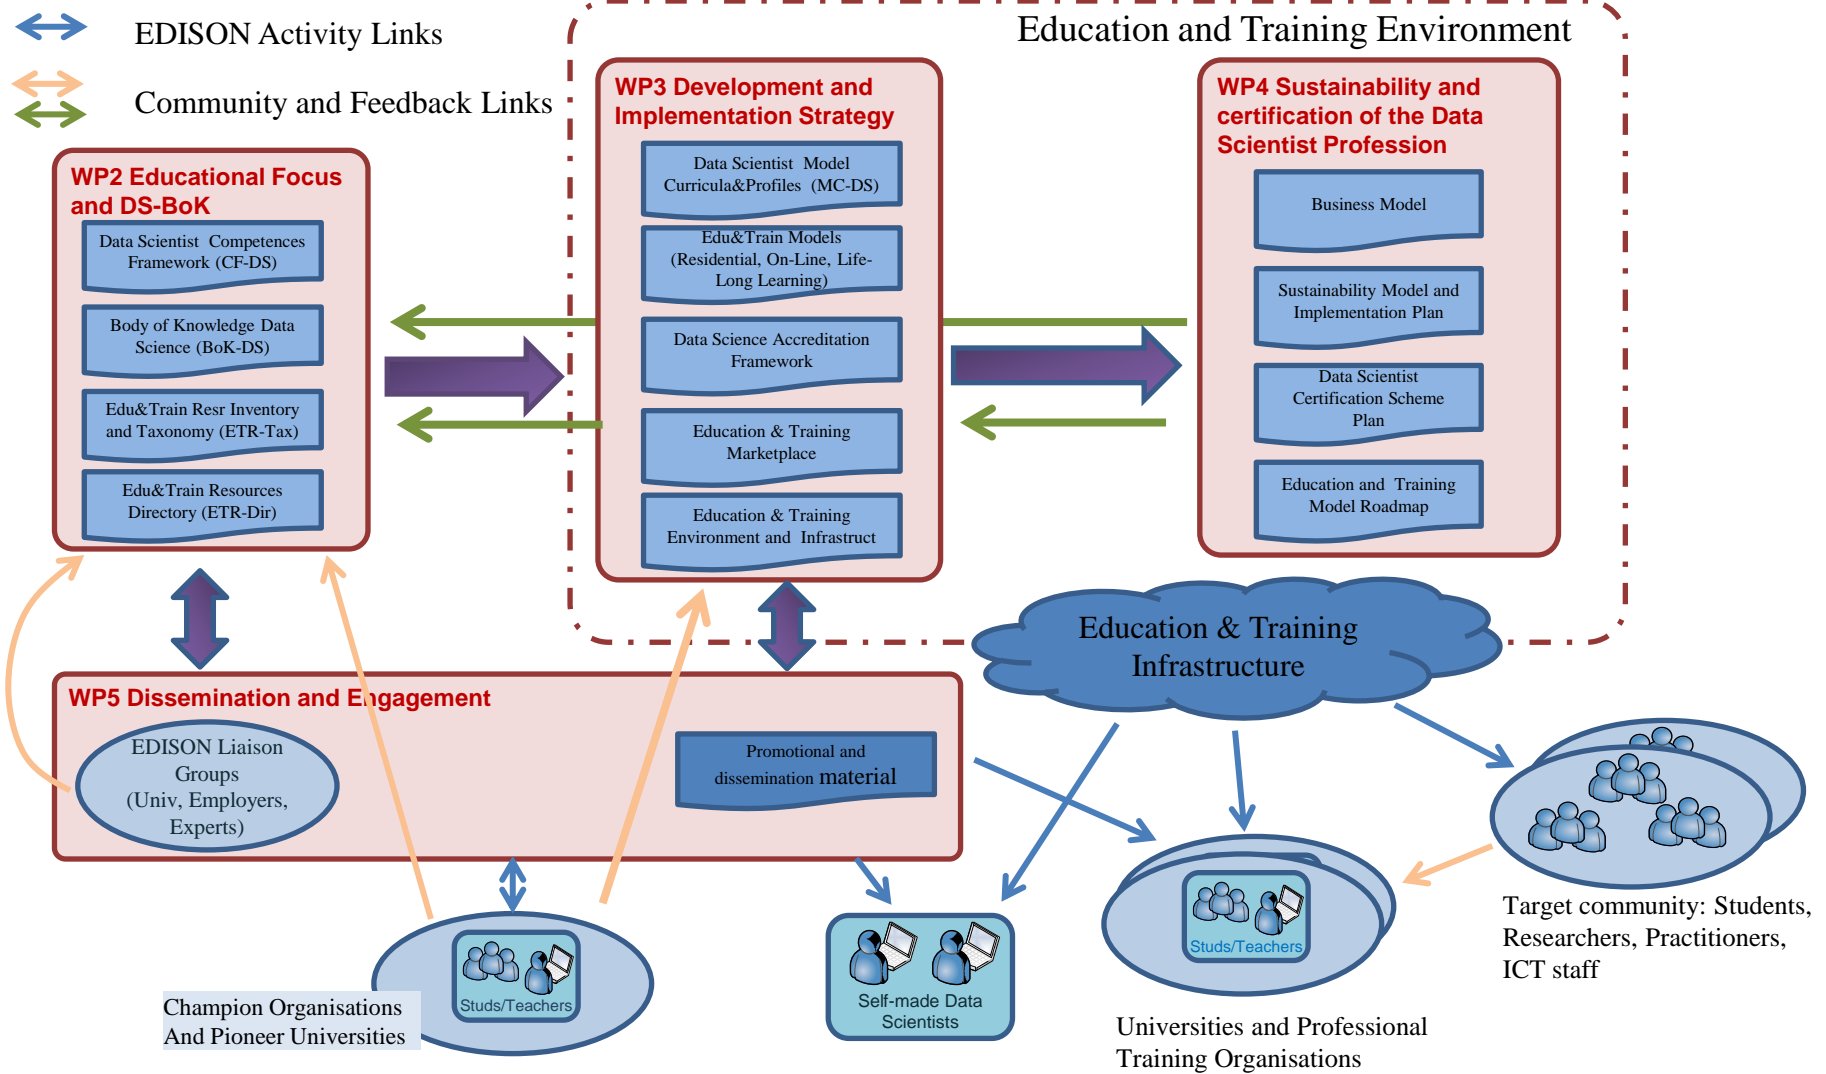 EDISON Activity Links
Community and Feedback Links
Education and Training Environment
WP2 Educational Focus
and DS-BoK
Data Scientist Competences
Framework (CF-DS)
Body of Knowledge Data
Science (BoK-DS)
Edu&Train Resr Inventory
and Taxonomy (ETR-Tax)
Edu&Train Resources
Directory (ETR-Dir)
WP3 Development and
Implementation Strategy
Data Scientist Model
Curricula&Profiles (MC-DS)
Edu&Train Models
(Residential, On-Line, Life-
Long Learning)
Data Science Accreditation
Framework
Education & Training
Marketplace
Education & Training
Environment and Infrastruct
WP4 Sustainability and
certification of the Data
Scientist Profession
Business Model
Sustainability Model and
Implementation Plan
Data Scientist
Certification Scheme
Plan
Education and Training
Model Roadmap
Education & Training
Infrastructure
WP5 Dissemination and Engagement
EDISON Liaison
Groups
(Univ, Employers,
Experts)
Promotional and
dissemination material
Studs/Teachers
Champion Organisations
And Pioneer Universities
Self-made Data
Scientists
Studs/Teachers
Universities and Professional
Training Organisations
Target community: Students,
Researchers, Practitioners,
ICT staff